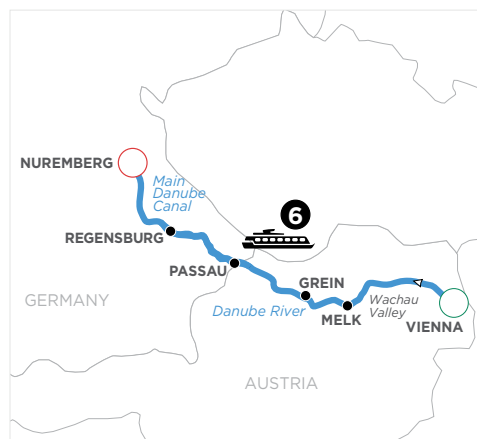 6
NUREMBERG
Main
Danube
Canal
REGENSBURG
PASSAU
GREIN
GERMANY
Danube River
Wachau
Valley
MELK
VIENNA
AUSTRIA